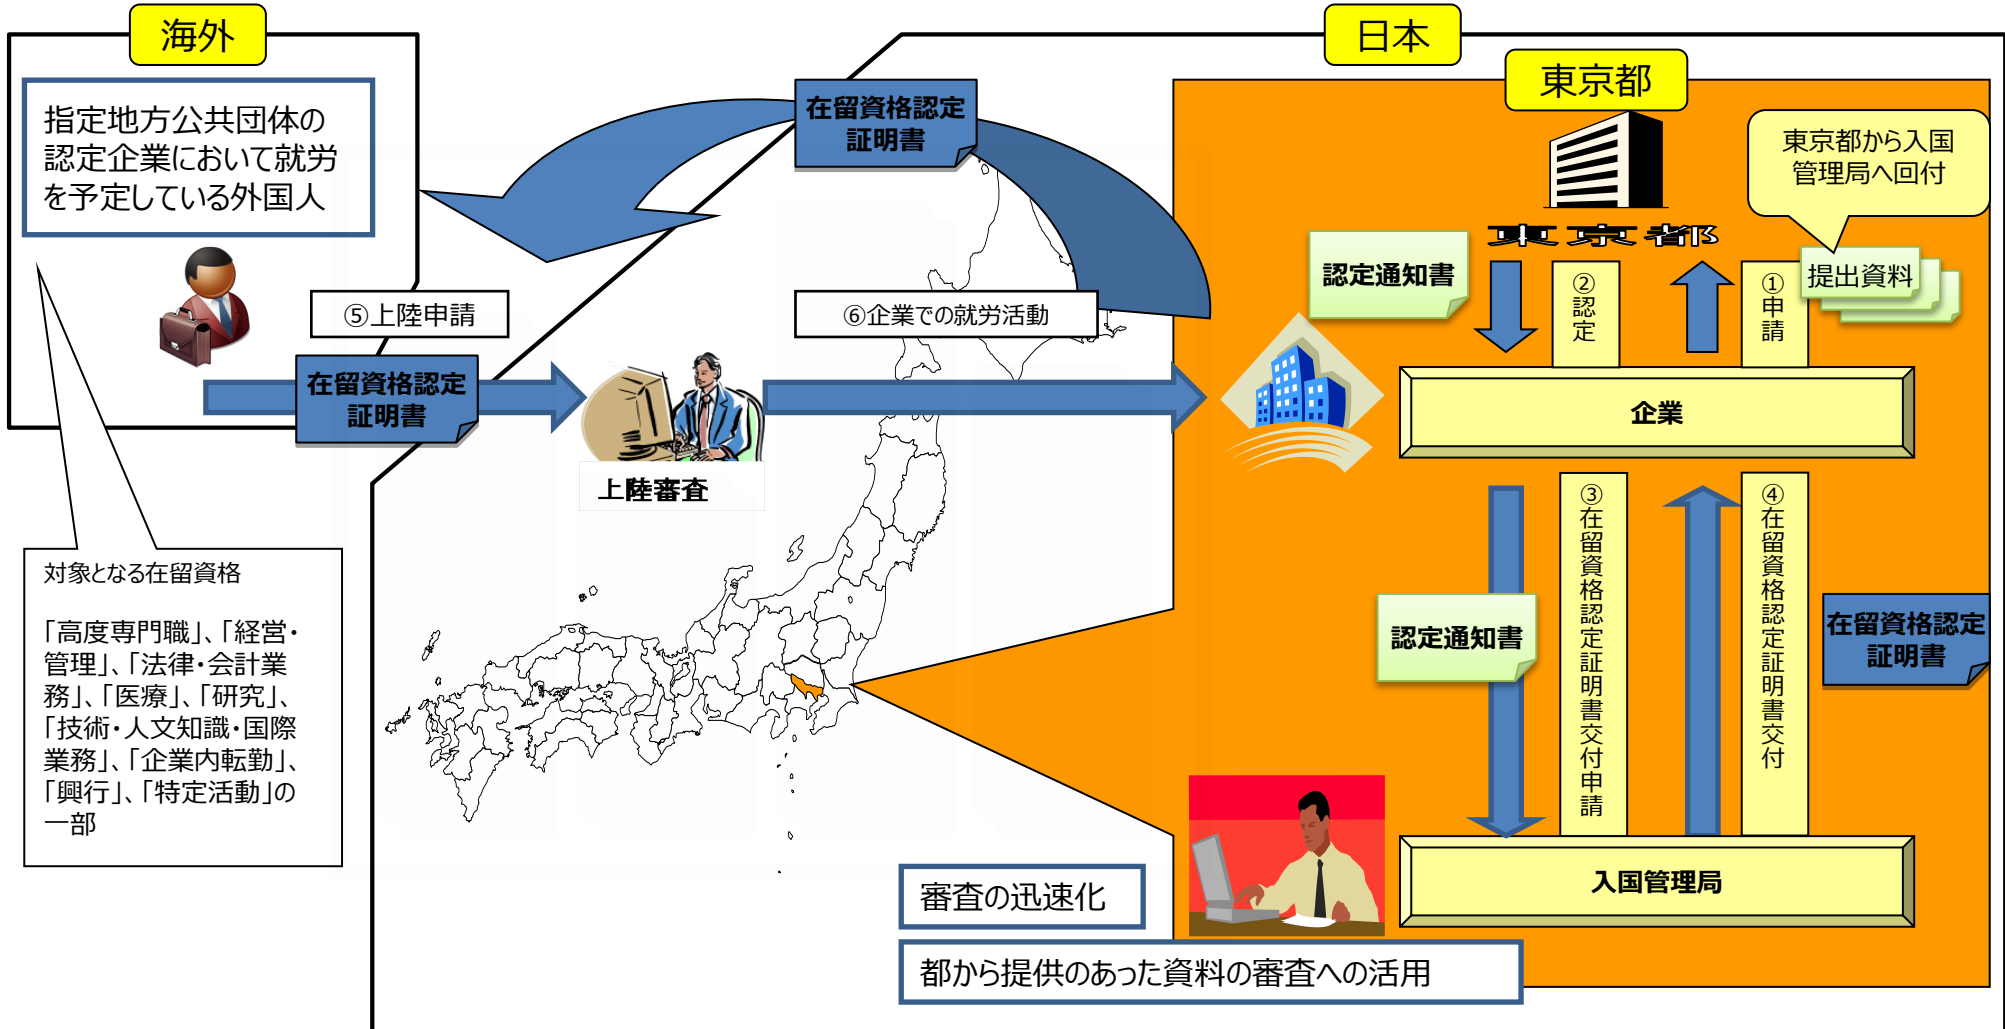 海外
日本
東京都
指定地方公共団体の
認定企業において就労
を予定している外国人
在留資格認定
証明書
東京都から入国
管理局へ回付
東京都
認定通知書
②認定
①申請
提出資料
⑤上陸申請
⑥企業での就労活動
在留資格認定
証明書
上陸審査
企業
対象となる在留資格
「高度専門職」、「経営・
管理」、「法律・会計業
務」、「医療」、「研究」、
「技術・人文知識・国際
業務」、「企業内転勤」、
「興行」、「特定活動」の
一部
認定通知書
③在留資格認定証明書交付申請
④在留資格認定証明書交付
在留資格認定
証明書
入国管理局
審査の迅速化
都から提供のあった資料の審査への活用